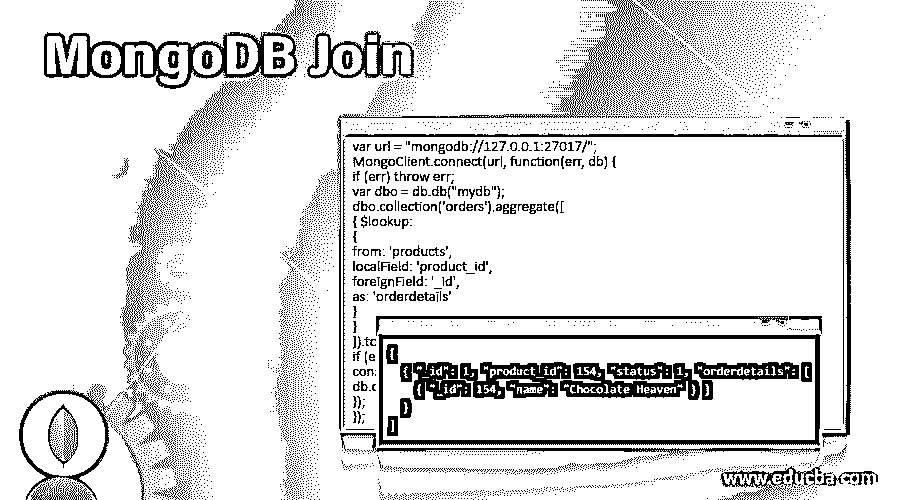 MongoDB Join
var url = "mongodb://127.0.0.1:27017/";
MongoClient.connect(url, function(err, db) {
if (err) throw err;
var dbo = db.db("mydb");
dbo.collection('orders').aggregate([
{ $lookup:
{
from: 'products',
localField: 'product_id',
foreignField: '_id',
as: 'orderdetails'
}
}
]).tc
if (e
con
db.c
});
});
[
{ "_id": 1, "product_id": 154, "status": 1, "orderdetails": [
{ "_id": 154, "name": "Chocolate Heaven" } ]
}
]
www.educba.com